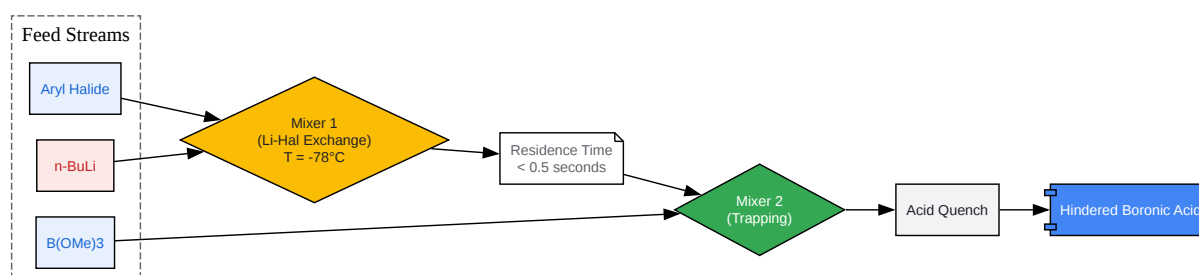 Feed Streams
Aryl Halide
n-BuLi
B(OMe)3
Mixer 1
(Li-Hal Exchange)
T = -78°C
Residence Time
< 0.5 seconds
Mixer 2
(Trapping)
Acid Quench
Hindered Boronic Acid